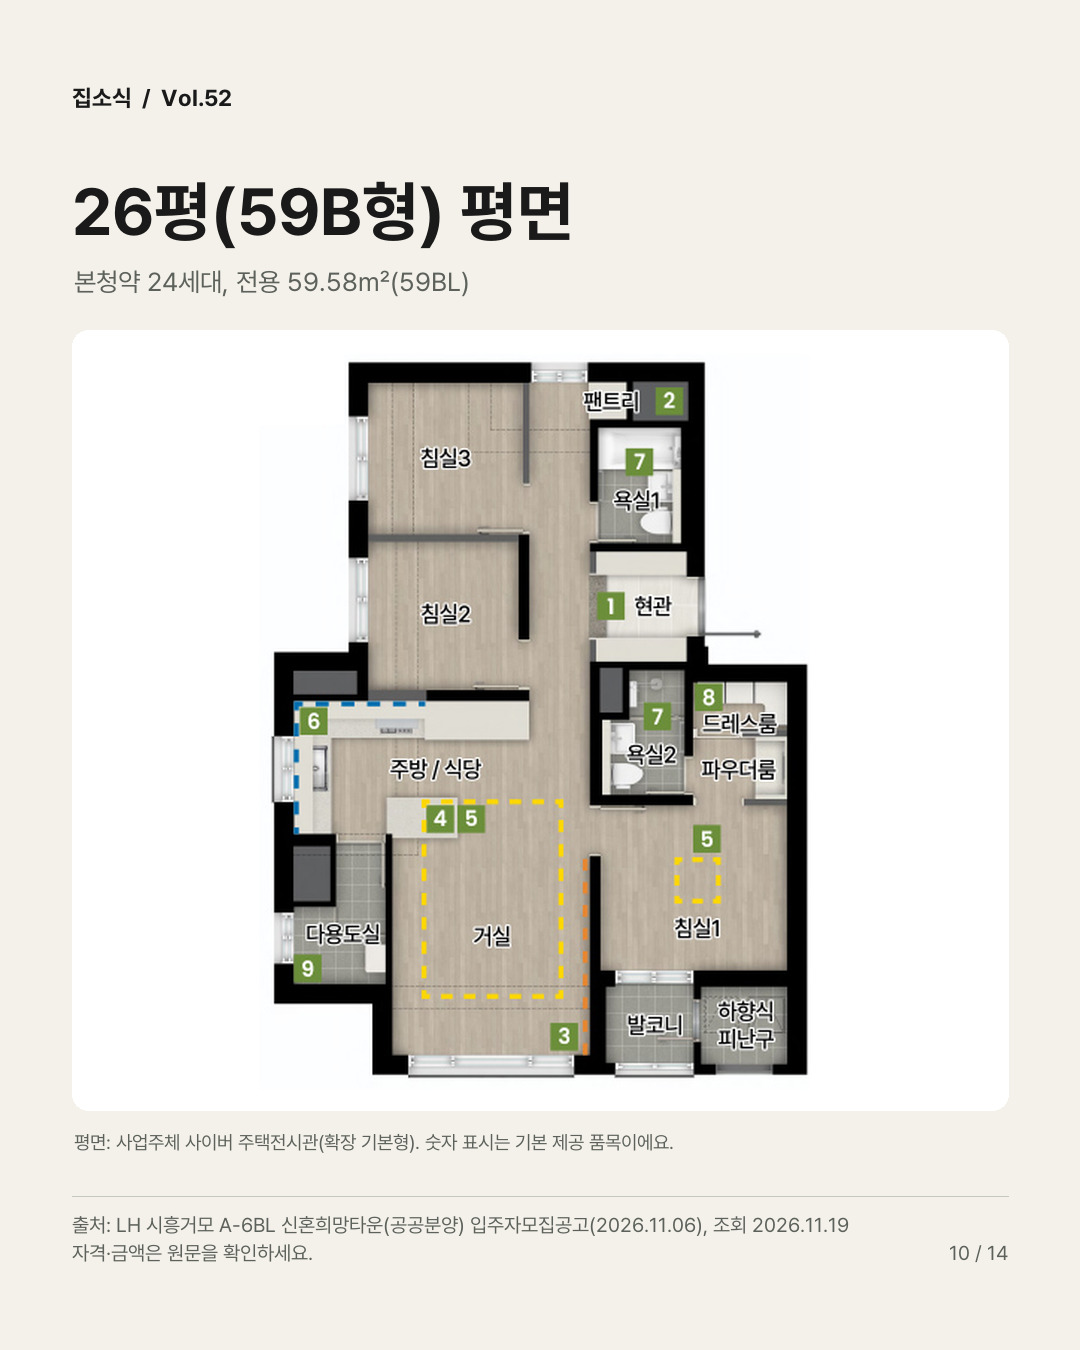 집소식 / Vol.52
26평(59B형) 평면
본청약 24세대, 전용 59.58m²(59BL)
팬트리 2
침실3
7
욕실1
1 현관
침실2
8
드레스룸
6
7
욕실2
파우더룸
주방 / 식당
4 5
5
침실1
거실
다용도실
9
3
발코니
하향식
피난구
평면: 사업주체 사이버 주택전시관(확장 기본형). 숫자 표시는 기본 제공 품목이에요.
출처: LH 시흥거모 A-6BL 신혼희망타운(공공분양) 입주자모집공고(2026.11.06), 조회 2026.11.19
자격·금액은 원문을 확인하세요.
10 / 14